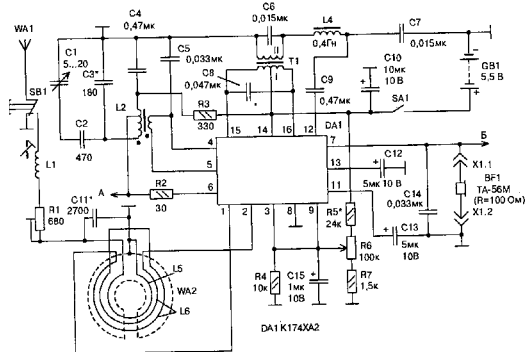 WA1
C4
0,47мк
C6
0,015мк
L4
0,4Гн
C7
0,015мк
C1
5...20
C3*
180
C5
0,033мк
II
I
T1
C8
0,047мк
C9
0,47мк
C10
10мк
10В
GB1
5,5 В
SB1
L2
R3
330
SA1
C2
470
15
14
16
12
DA1
7
Б
4
5
6
13
11
C12
5мк
10 В
X1.1
BF1
ТА-56М
(R=100 Ом)
X1.2
L1
A
R2
30
1
2
3
8
9
R5*
24к
C14
0,033мк
C13
5мк
10В
R1
680
C11*
2700
R6
100к
R4
10к
C15
1мк
10В
R7
1,5к
L5
WA2
L6
DA1 К174ХА2